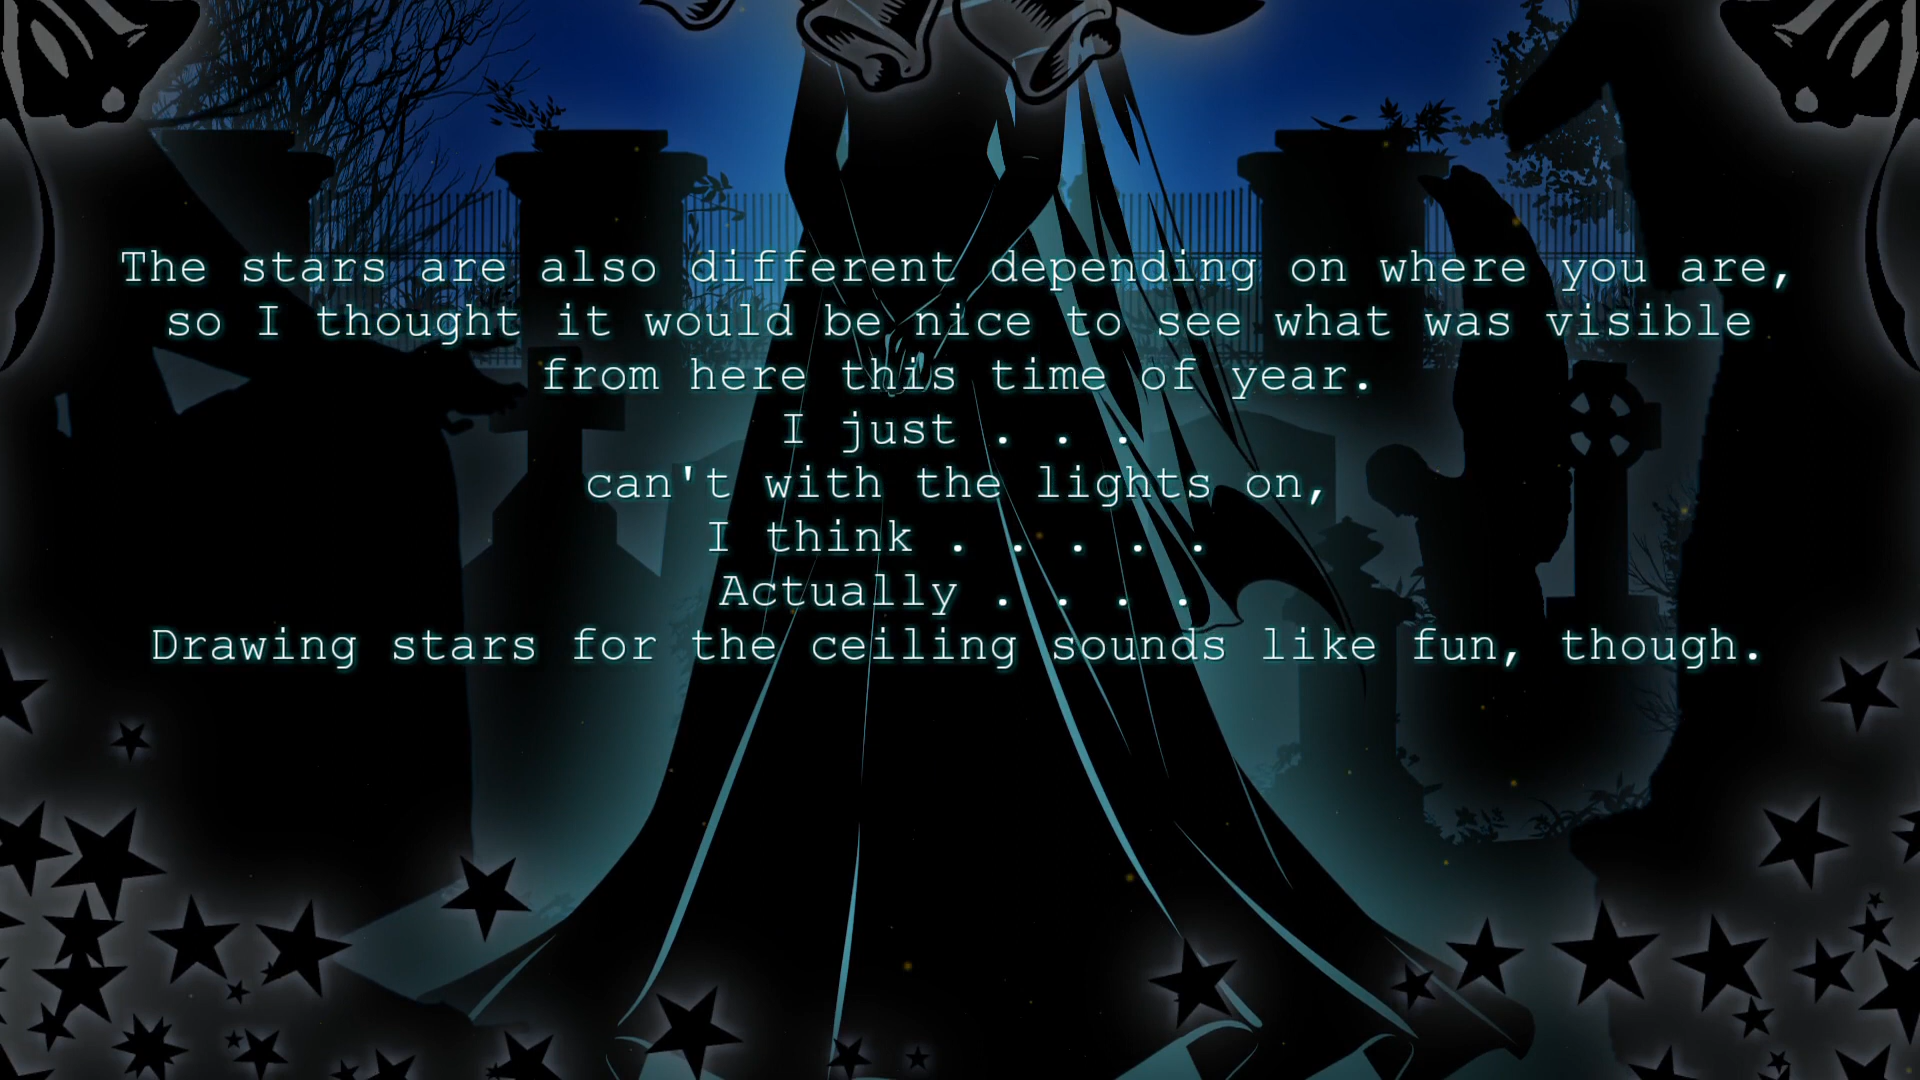 The stars are also different depending on where you are,
so I thought it would be nice to see what was visible
from here this time of year.
I just . . .
can't with the lights on,
I think . . . . .
Actually . . . .
Drawing stars for the ceiling sounds like fun, though.